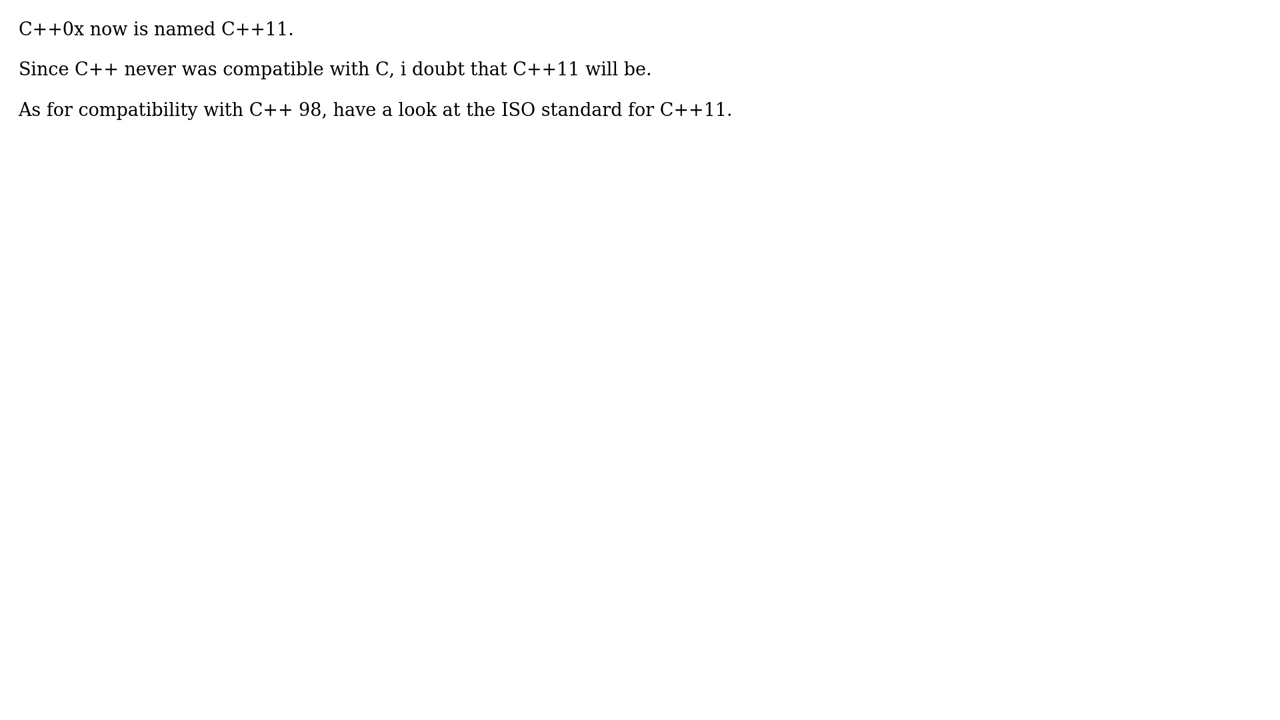 C++0x now is named C++11.
Since C++ never was compatible with C, i doubt that C++11 will be.
As for compatibility with C++ 98, have a look at the ISO standard for C++11.